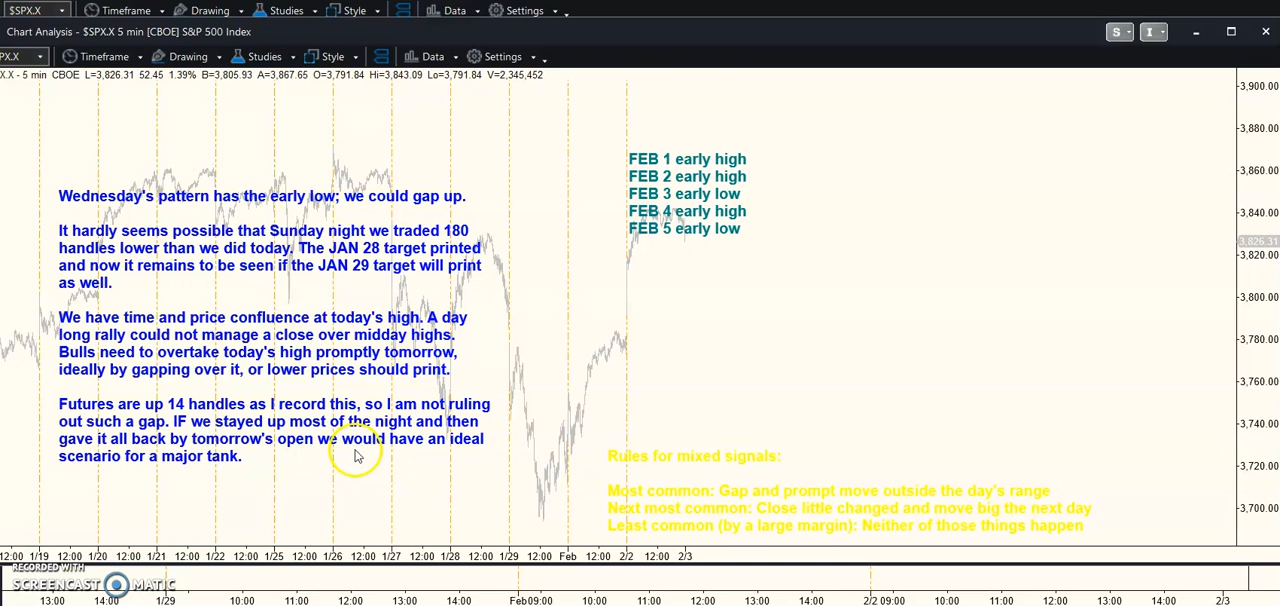 $SPX.X Timeframe Drawing Studies Style Data Settings
Chart Analysis - $SPX.X 5 min [CBOE] S&P 500 Index S I
PX.X Timeframe Drawing Studies Style Data Settings
X.X - 5 min CBOE L=3,826.31 52.45 1.39% B=3,805.93 A=3,867.65 O=3,791.84 Hi=3,843.09 Lo=3,791.84 V=2,345,452
3,900.00
3,880.00
3,860.00
3,840.00
3,826.31
3,820.00
3,800.00
3,780.00
3,760.00
3,740.00
3,720.00
3,700.00
FEB 1 early high
FEB 2 early high
FEB 3 early low
FEB 4 early high
FEB 5 early low
Wednesday's pattern has the early low; we could gap up.
It hardly seems possible that Sunday night we traded 180
handles lower than we did today. The JAN 28 target printed
and now it remains to be seen if the JAN 29 target will print
as well.
We have time and price confluence at today's high. A day
long rally could not manage a close over midday highs.
Bulls need to overtake today's high promptly tomorrow,
ideally by gapping over it, or lower prices should print.
Futures are up 14 handles as I record this, so I am not ruling
out such a gap. IF we stayed up most of the night and then
gave it all back by tomorrow's open we would have an ideal
scenario for a major tank.
Rules for mixed signals:
Most common: Gap and prompt move outside the day's range
Next most common: Close little changed and move big the next day
Least common (by a large margin): Neither of those things happen
12:00 1/19 12:00 1/20 12:00 1/21 12:00 1/22 12:00 1/25 12:00 1/26 12:00 1/27 12:00 1/28 12:00 1/29 12:00 Feb 12:00 2/2 12:00 2/3
RECORDED WITH
SCREENCAST MATIC
13:00 14:00 1/29 10:00 11:00 12:00 13:00 14:00 Feb 09:00 10:00 11:00 12:00 13:00 14:00 2/2 09:00 10:00 11:00 12:00 13:00 14:00 2/3